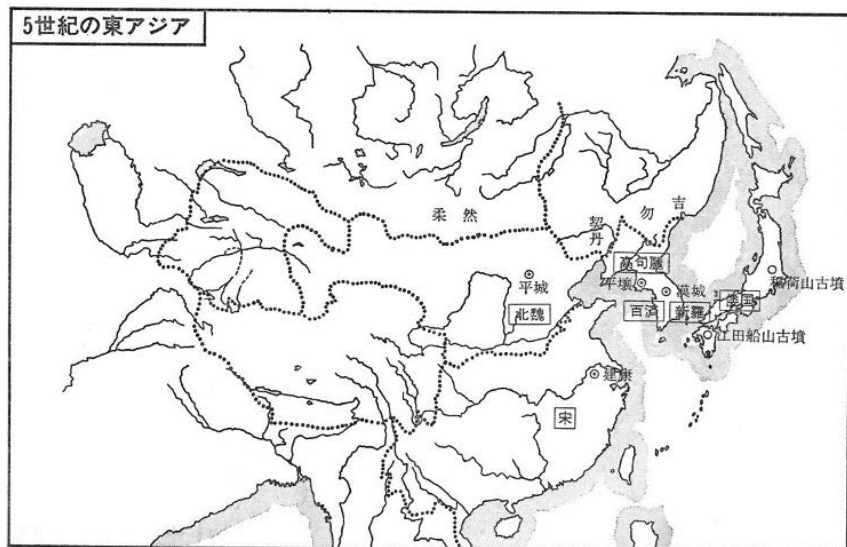 5世紀の東アジア
柔然
勿吉
契丹
高句麗
平城
平壌
漢城
稲荷山古墳
北魏
百済
新羅
倭国
江田船山古墳
建康
宋